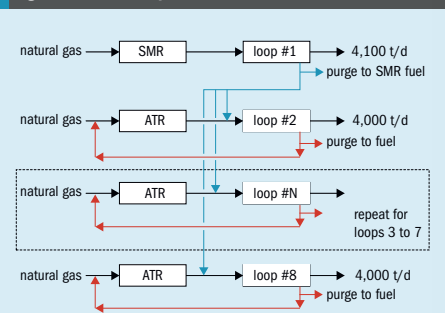 natural gas SMR loop #1 4,100 t/d
purge to SMR fuel
natural gas ATR loop #2 4,000 t/d
purge to fuel
natural gas ATR loop #N
repeat for
loops 3 to 7
natural gas ATR loop #8 4,000 t/d
purge to fuel